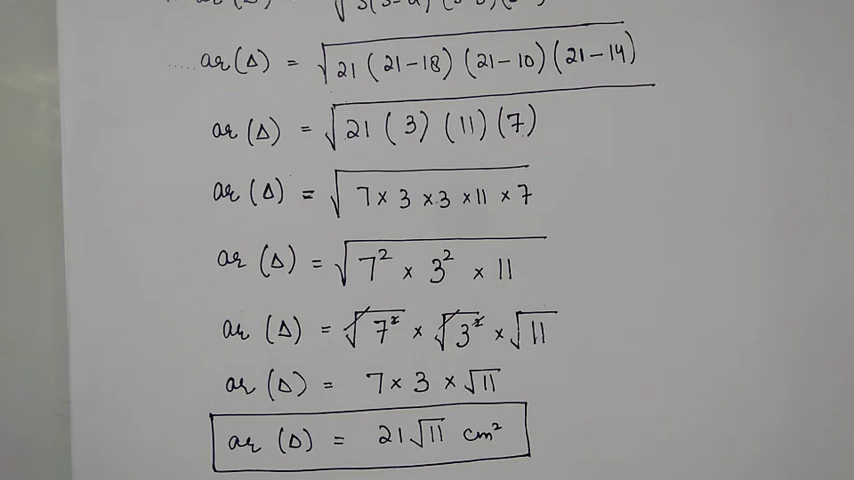 ar(Δ) = √21 (21-18) (21-10) (21-14)
ar(Δ) = √21 (3) (11) (7)
ar(Δ) = √7 × 3 × 3 × 11 × 7
ar(Δ) = √7² × 3² × 11
ar(Δ) = √7² × √3² × √11
ar(Δ) = 7 × 3 × √11
ar(Δ) = 21√11 cm²